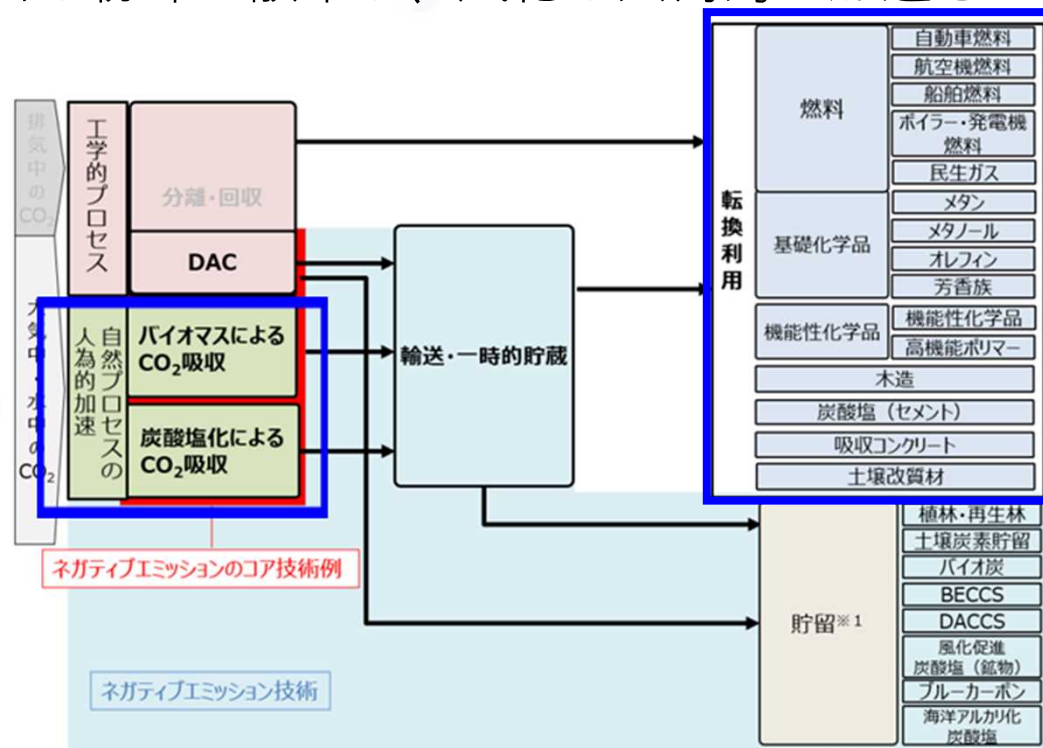 排
気
中
の
CO₂
大
気
中
・
水
中
の
CO₂
工学的プロセス
分離・回収
DAC
自然プロセスの
人為的加速
バイオマスによる
CO₂吸収
炭酸塩化による
CO₂吸収
輸送・一時的貯蔵
ネガティブエミッションのコア技術例
ネガティブエミッション技術
転換利用
燃料
自動車燃料
航空機燃料
船舶燃料
ボイラー・発電機
燃料
民生ガス
基礎化学品
メタン
メタノール
オレフィン
芳香族
機能性化学品
機能性化学品
高機能ポリマー
木造
炭酸塩（セメント）
吸収コンクリート
土壌改質材
貯留※1
植林・再生林
土壌炭素貯留
バイオ炭
BECCS
DACCS
風化促進
炭酸塩（鉱物）
ブルーカーボン
海洋アルカリ化
炭酸塩